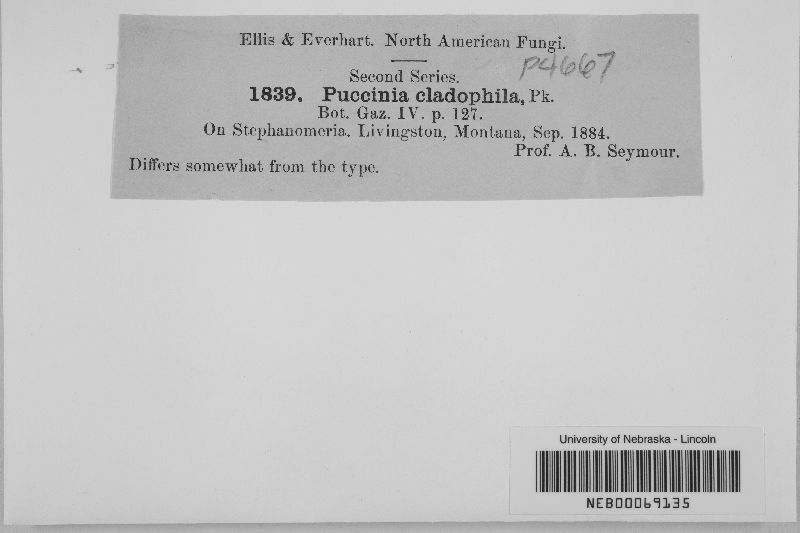 Ellis & Everhart. North American Fungi.
p4667
Second Series.
1839. Puccinia cladophila, Pk.
Bot. Gaz. IV. p. 127.
On Stephanomeria. Livingston, Montana, Sep. 1884.
Prof. A. B. Seymour.
Differs somewhat from the type.
University of Nebraska - Lincoln
NEB00069135